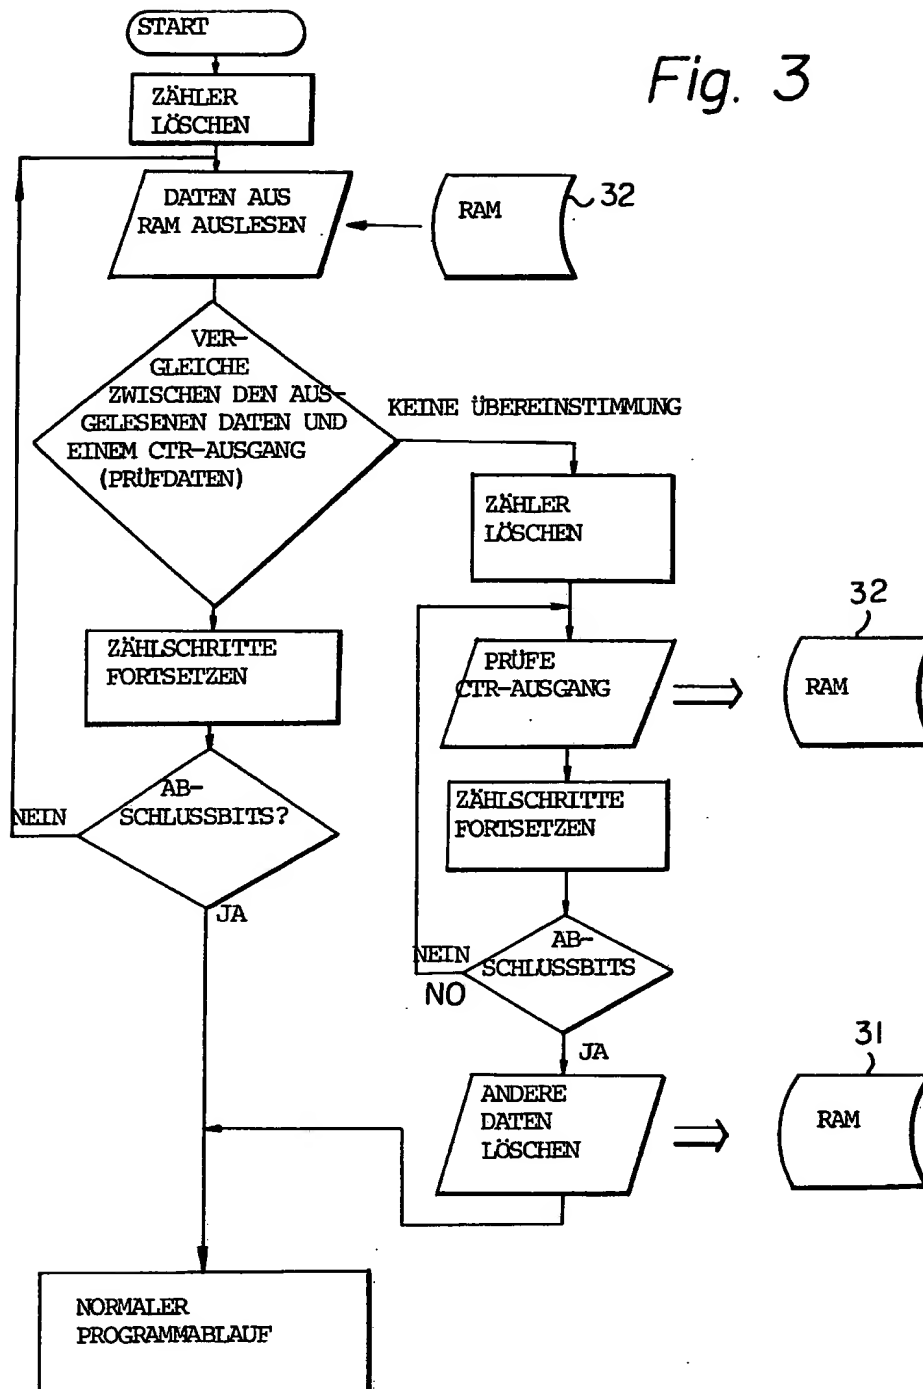 START
Fig. 3
ZÄHLER
LÖSCHEN
DATEN AUS
RAM AUSLESEN
RAM
32
VER-
GLEICHE
ZWISCHEN DEN AUS-
GELESENEN DATEN UND
EINEM CTR-AUSGANG
(PRÜFDATEN)
KEINE ÜBEREINSTIMMUNG
ZÄHLER
LÖSCHEN
ZÄHLSCHRITTE
FORTSETZEN
PRÜFE
CTR-AUSGANG
32
RAM
AB-
SCHLUSSBITS?
NEIN
JA
ZÄHLSCHRITTE
FORTSETZEN
AB-
SCHLUSSBITS
NEIN
NO
JA
ANDERE
DATEN
LÖSCHEN
31
RAM
NORMALER
PROGRAMMABLAUF